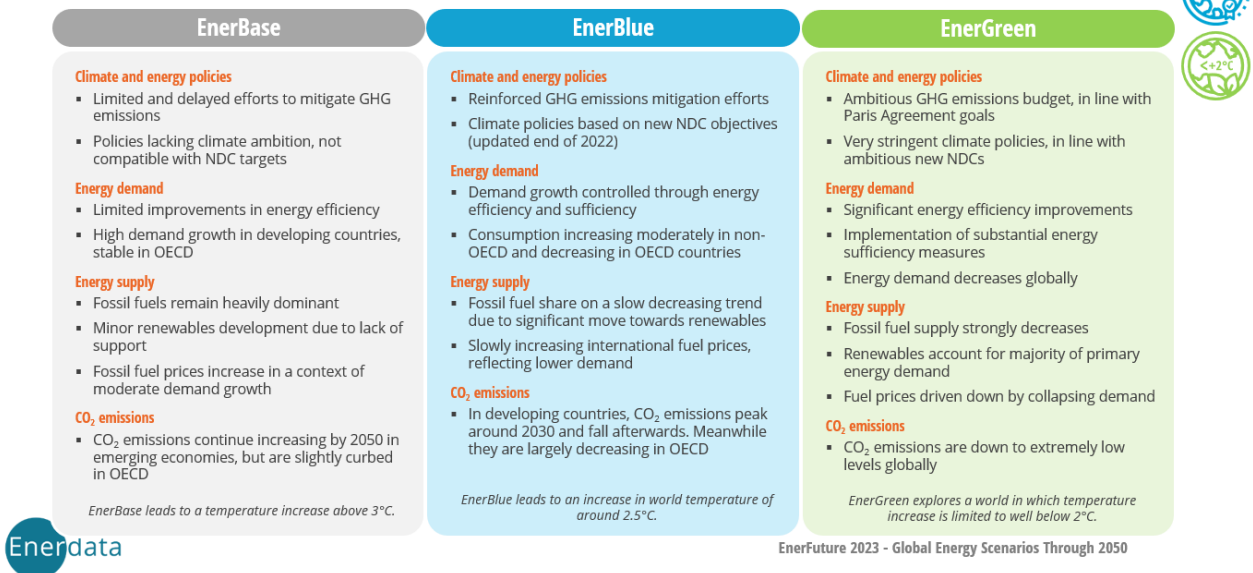 EnerBase
Climate and energy policies
▪ Limited and delayed efforts to mitigate GHG
emissions
▪ Policies lacking climate ambition, not
compatible with NDC targets
Energy demand
▪ Limited improvements in energy efficiency
▪ High demand growth in developing countries,
stable in OECD
Energy supply
▪ Fossil fuels remain heavily dominant
▪ Minor renewables development due to lack of
support
▪ Fossil fuel prices increase in a context of
moderate demand growth
CO₂ emissions
▪ CO₂ emissions continue increasing by 2050 in
emerging economies, but are slightly curbed
in OECD
EnerBase leads to a temperature increase above 3°C.
EnerBlue
Climate and energy policies
▪ Reinforced GHG emissions mitigation efforts
▪ Climate policies based on new NDC objectives
(updated end of 2022)
Energy demand
▪ Demand growth controlled through energy
efficiency and sufficiency
▪ Consumption increasing moderately in non-
OECD and decreasing in OECD countries
Energy supply
▪ Fossil fuel share on a slow decreasing trend
due to significant move towards renewables
▪ Slowly increasing international fuel prices,
reflecting lower demand
CO₂ emissions
▪ In developing countries, CO₂ emissions peak
around 2030 and fall afterwards. Meanwhile
they are largely decreasing in OECD
EnerBlue leads to an increase in world temperature of
around 2.5°C.
EnerGreen
Climate and energy policies
▪ Ambitious GHG emissions budget, in line with
Paris Agreement goals
▪ Very stringent climate policies, in line with
ambitious new NDCs
Energy demand
▪ Significant energy efficiency improvements
▪ Implementation of substantial energy
sufficiency measures
▪ Energy demand decreases globally
Energy supply
▪ Fossil fuel supply strongly decreases
▪ Renewables account for majority of primary
energy demand
▪ Fuel prices driven down by collapsing demand
CO₂ emissions
▪ CO₂ emissions are down to extremely low
levels globally
EnerGreen explores a world in which temperature
increase is limited to well below 2°C.
<+2°C
Enerdata
EnerFuture 2023 - Global Energy Scenarios Through 2050